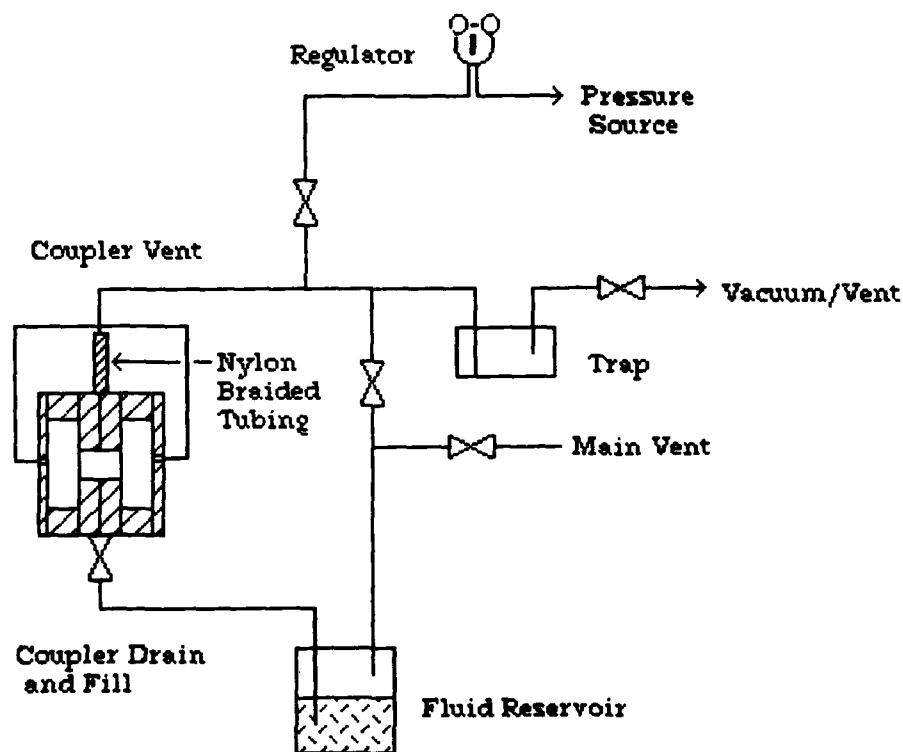 Regulator
Pressure
Source
Coupler Vent
Vacuum/Vent
Nylon
Braided
Tubing
Trap
Main Vent
Coupler Drain
and Fill
Fluid Reservoir